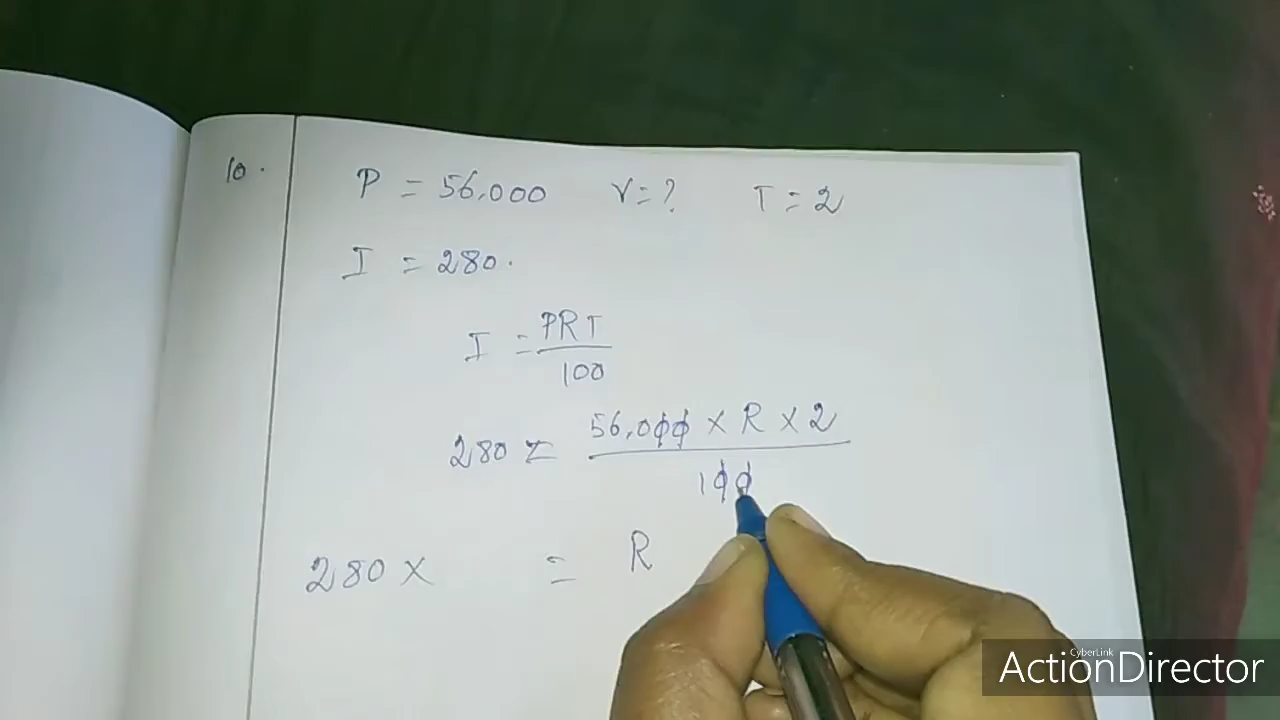 10. P = 56,000 r = ? T = 2
I = 280.
I = PRT
100
280 = 56,000 × R × 2
100
280 × = R
CyberLink
ActionDirector